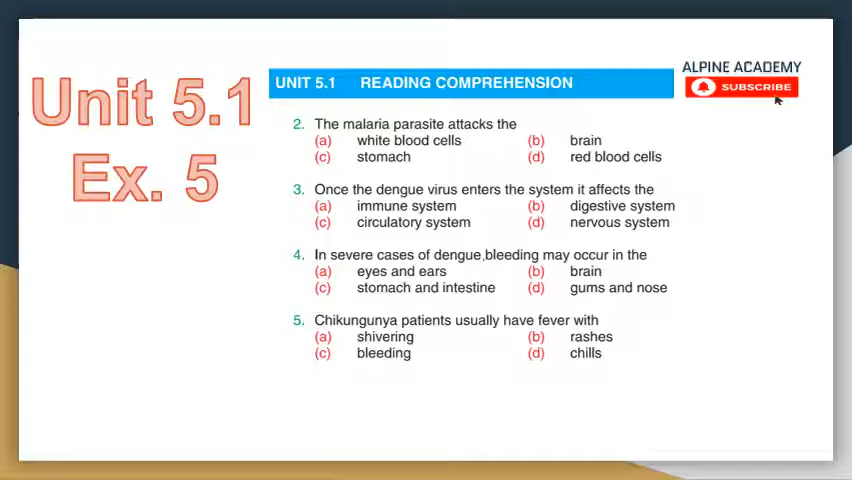 Unit 5.1
Ex. 5
UNIT 5.1 READING COMPREHENSION
ALPINE ACADEMY
SUBSCRIBE
2. The malaria parasite attacks the
(a) white blood cells (b) brain
(c) stomach (d) red blood cells
3. Once the dengue virus enters the system it affects the
(a) immune system (b) digestive system
(c) circulatory system (d) nervous system
4. In severe cases of dengue,bleeding may occur in the
(a) eyes and ears (b) brain
(c) stomach and intestine (d) gums and nose
5. Chikungunya patients usually have fever with
(a) shivering (b) rashes
(c) bleeding (d) chills